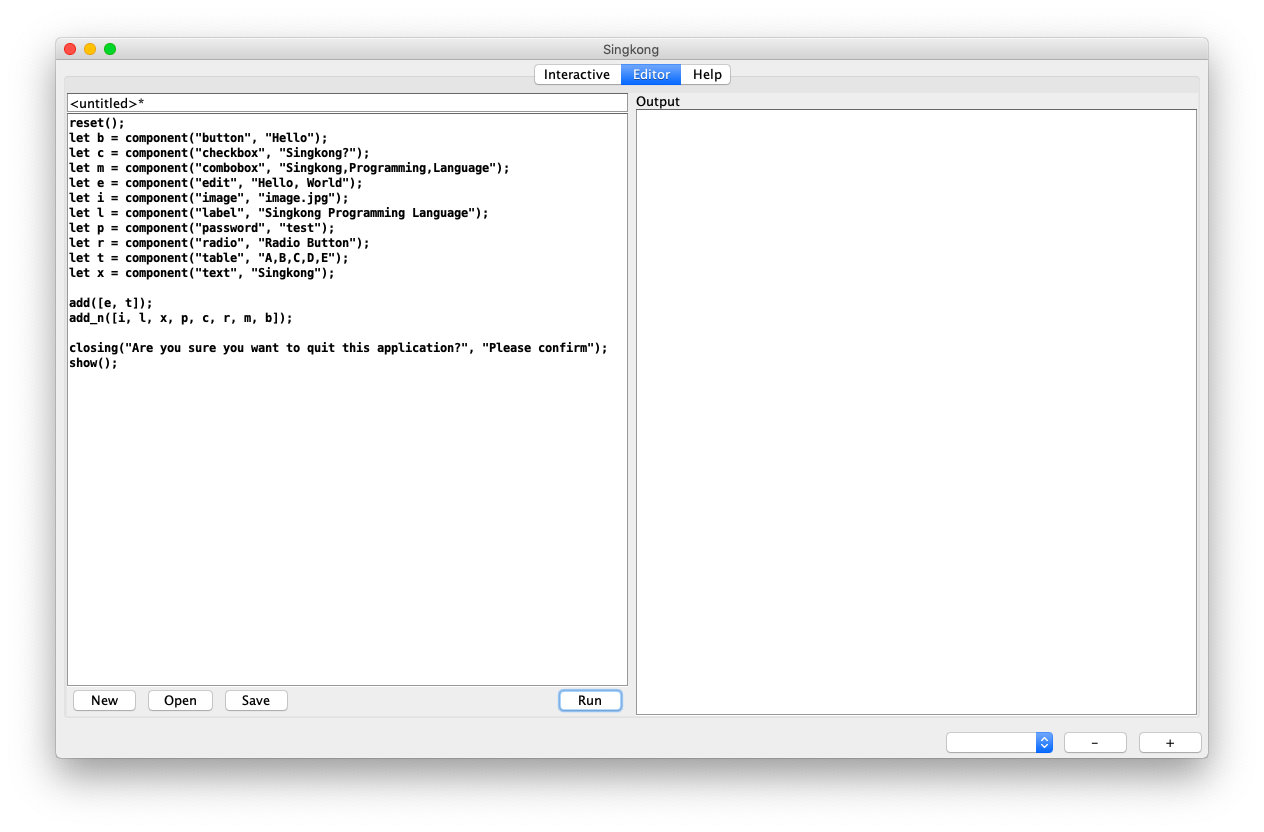 Singkong
Interactive Editor Help
<untitled>*
Output
reset();
let b = component("button", "Hello");
let c = component("checkbox", "Singkong?");
let m = component("combobox", "Singkong,Programming,Language");
let e = component("edit", "Hello, World");
let i = component("image", "image.jpg");
let l = component("label", "Singkong Programming Language");
let p = component("password", "test");
let r = component("radio", "Radio Button");
let t = component("table", "A,B,C,D,E");
let x = component("text", "Singkong");
add([e, t]);
add_n([i, l, x, p, c, r, m, b]);
closing("Are you sure you want to quit this application?", "Please confirm");
show();
New Open Save Run
- +